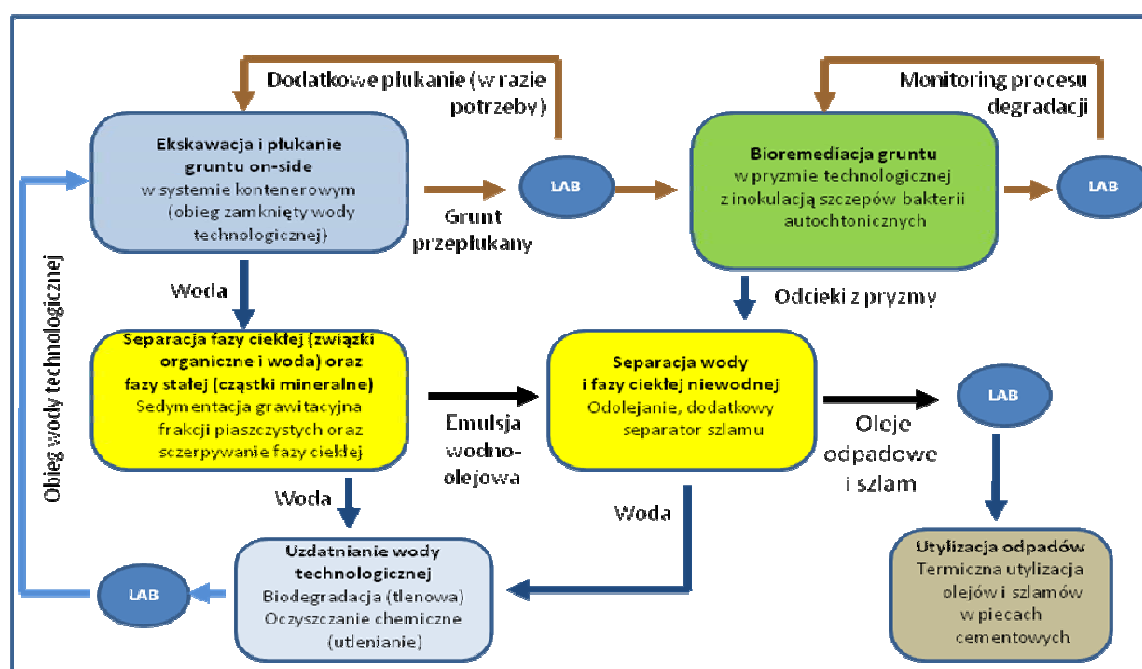 Dodatkowe płukanie (w razie
potrzeby)
Monitoring procesu
degradacji
Ekskawacja i płukanie
gruntu on-side
w systemie kontenerowym
(obieg zamknięty wody
technologicznej)
LAB
Grunt
przepłukany
Bioremediacja gruntu
w pryzmie technologicznej
z inokulacją szczepów bakterii
autochtonicznych
LAB
Obieg wody technologicznej
Woda
Odcieki z pryzmy
Separacja fazy ciekłej (związki
organiczne i woda) oraz
fazy stałej (cząstki mineralne)
Sedymentacja grawitacyjna
frakcji piaszczystych oraz
sczerpywanie fazy ciekłej
Emulsja
wodno-
olejowa
Separacja wody
i fazy ciekłej niewodnej
Odolejanie, dodatkowy
separator szlamu
LAB
Oleje
odpadowe
i szlam
Woda
Woda
Uzdatnianie wody
technologicznej
Biodegradacja (tlenowa)
Oczyszczanie chemiczne
(utlenianie)
LAB
Utylizacja odpadów
Termiczna utylizacja
olejów i szlamów
w piecach
cementowych